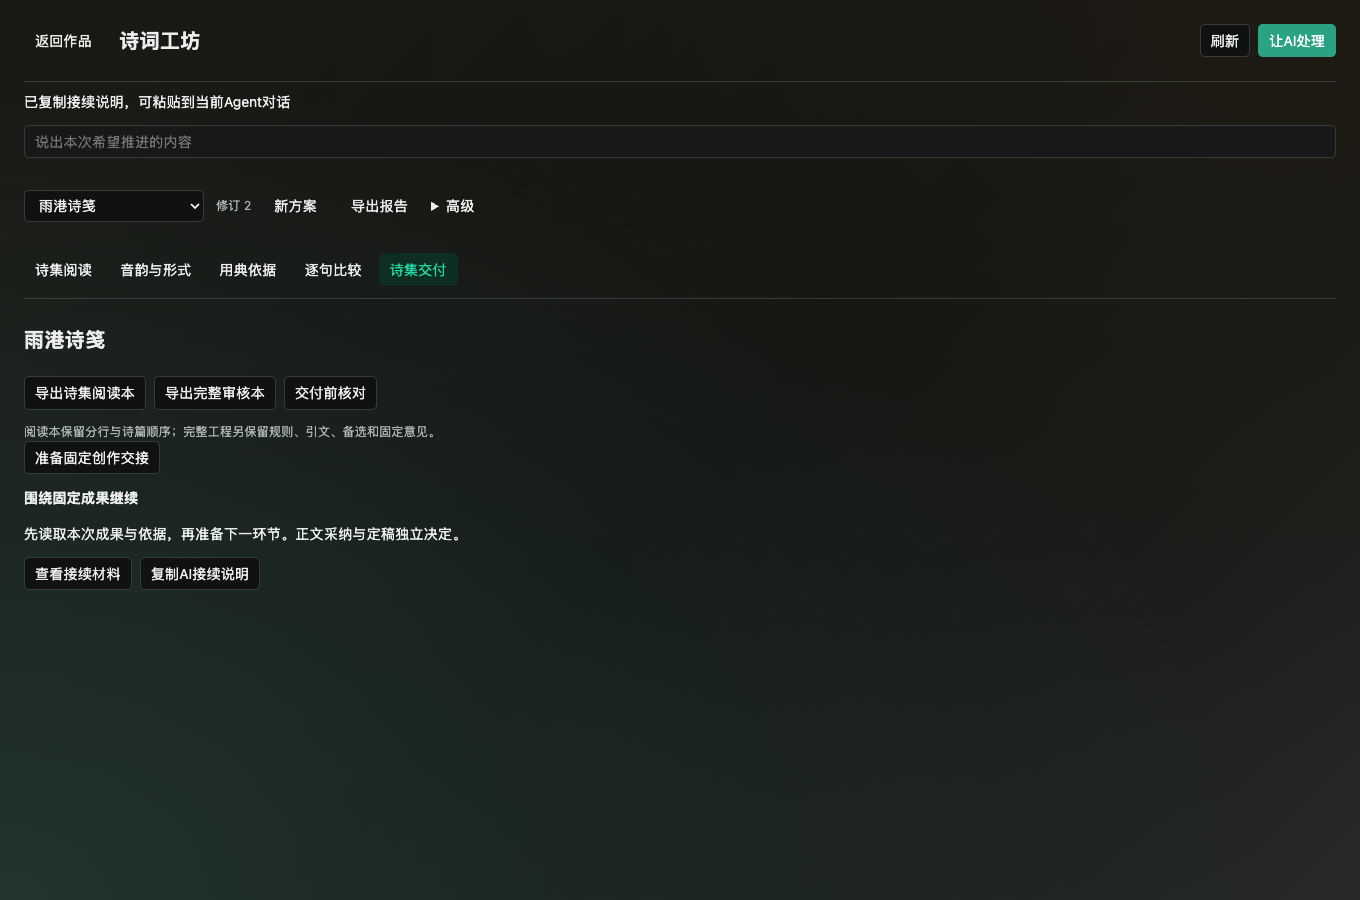 返回作品 诗词工坊 刷新 让AI处理
已复制接续说明，可粘贴到当前Agent对话
说出本次希望推进的内容
雨港诗笺 修订 2 新方案 导出报告 ▶ 高级
诗集阅读 音韵与形式 用典依据 逐句比较 诗集交付
雨港诗笺
导出诗集阅读本 导出完整审核本 交付前核对
阅读本保留分行与诗篇顺序；完整工程另保留规则、引文、备选和固定意见。
准备固定创作交接
围绕固定成果继续
先读取本次成果与依据，再准备下一环节。正文采纳与定稿独立决定。
查看接续材料 复制AI接续说明